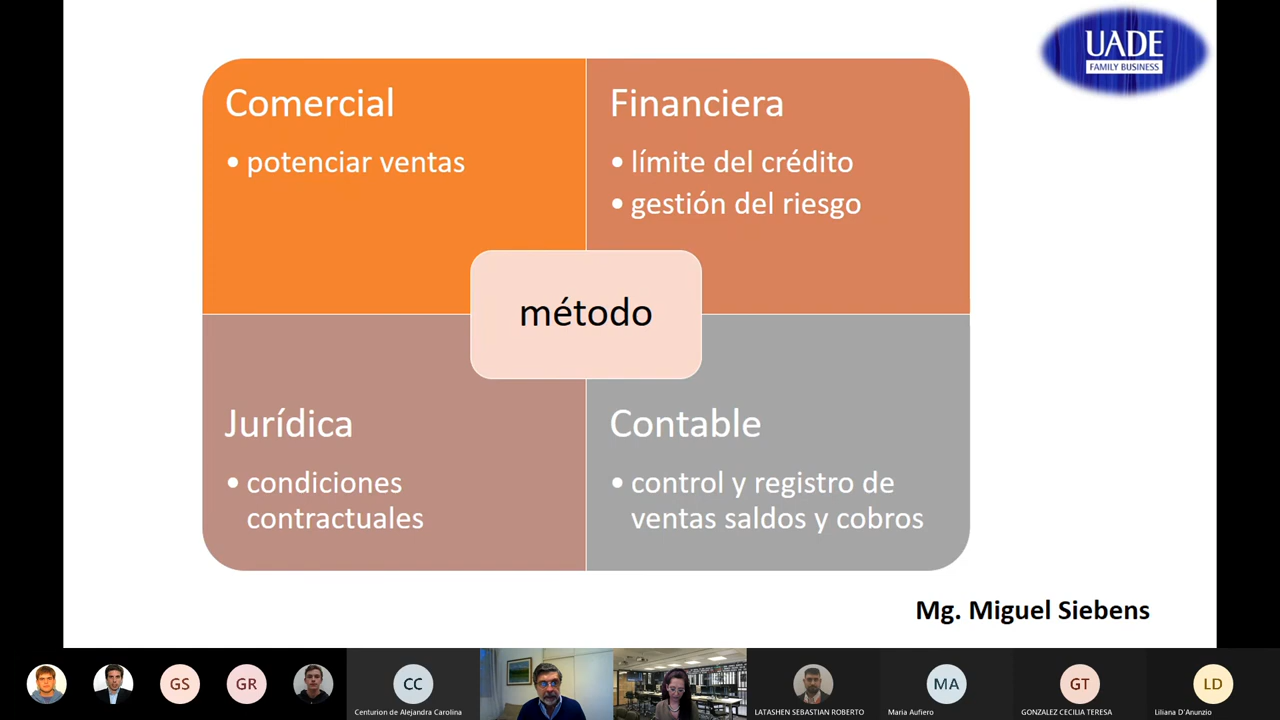 UADE
FAMILY BUSINESS
Comercial
• potenciar ventas
Financiera
• límite del crédito
• gestión del riesgo
método
Jurídica
• condiciones
contractuales
Contable
• control y registro de
ventas saldos y cobros
Mg. Miguel Siebens
GS
GR
CC
Centurion de Alejandra Carolina
LATASHEN SEBASTIAN ROBERTO
MA
Maria Aufiero
GT
GONZALEZ CECILIA TERESA
LD
Liliana D'Anunzio